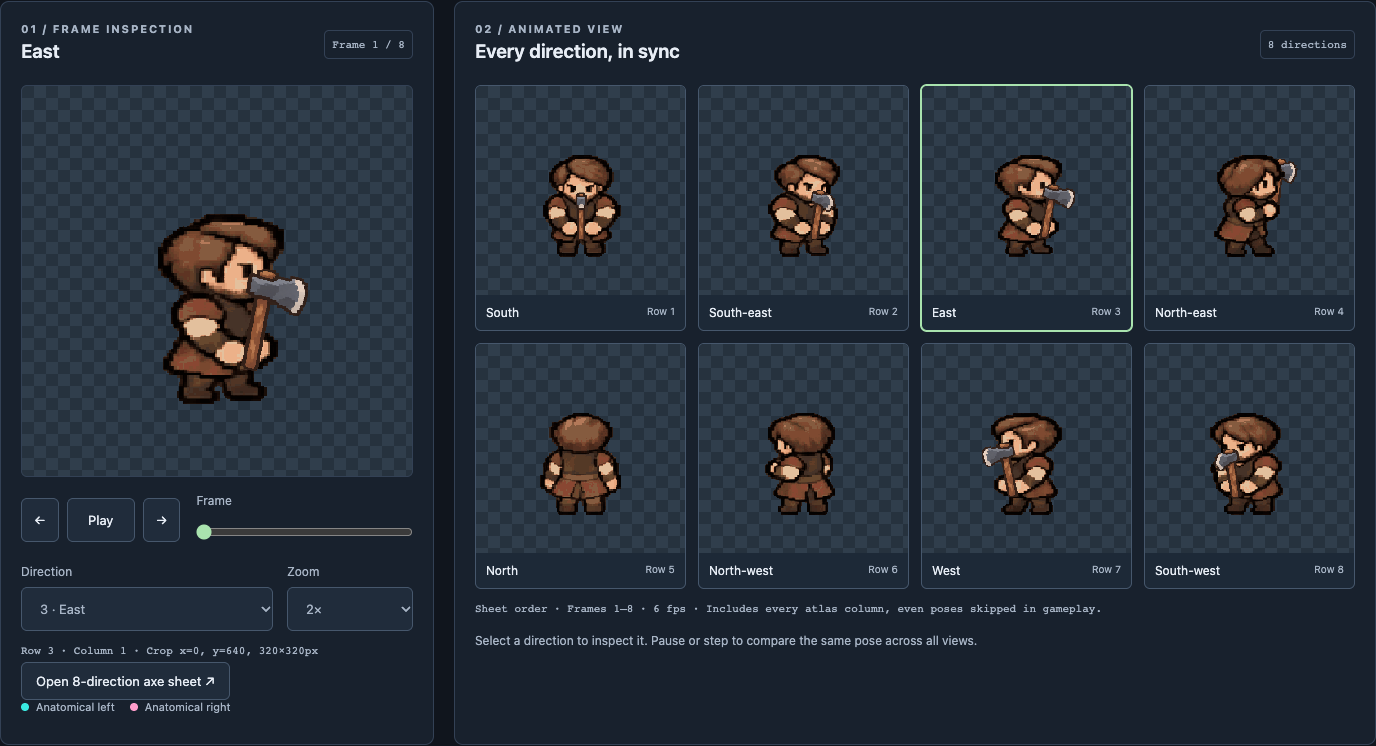 01 / FRAME INSPECTION
East
Frame 1 / 8
← Play →
Frame
Direction
Zoom
3 · East
2×
Row 3 · Column 1 · Crop x=0, y=640, 320×320px
Open 8-direction axe sheet ↗
Anatomical left
Anatomical right
02 / ANIMATED VIEW
Every direction, in sync
8 directions
South Row 1
South-east Row 2
East Row 3
North-east Row 4
North Row 5
North-west Row 6
West Row 7
South-west Row 8
Sheet order · Frames 1–8 · 6 fps · Includes every atlas column, even poses skipped in gameplay.
Select a direction to inspect it. Pause or step to compare the same pose across all views.